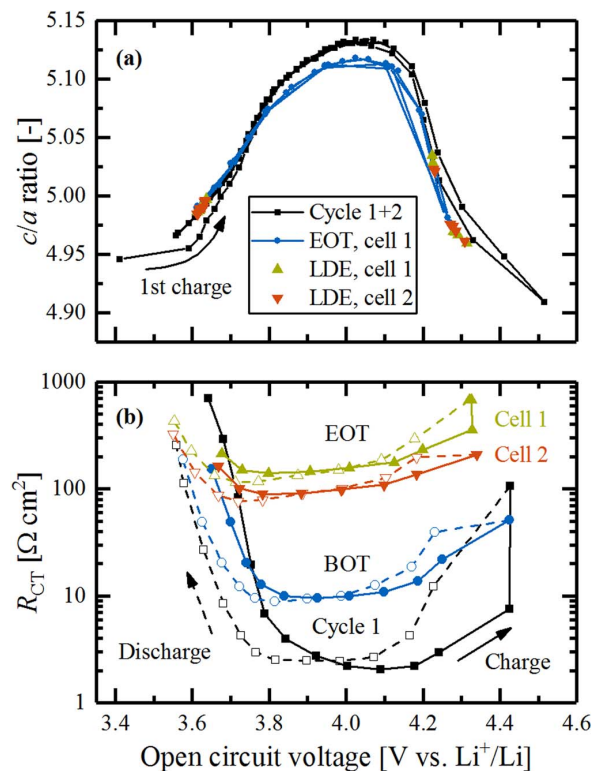 5.15
(a)
5.10
5.05
5.00
4.95
4.90
c/a ratio [-]
Cycle 1+2
EOT, cell 1
LDE, cell 1
LDE, cell 2
1st charge
1000
(b)
100
10
1
R_CT [Ω cm²]
EOT
Cell 1
Cell 2
BOT
Cycle 1
Discharge
Charge
3.4 3.6 3.8 4.0 4.2 4.4 4.6
Open circuit voltage [V vs. Li⁺/Li]